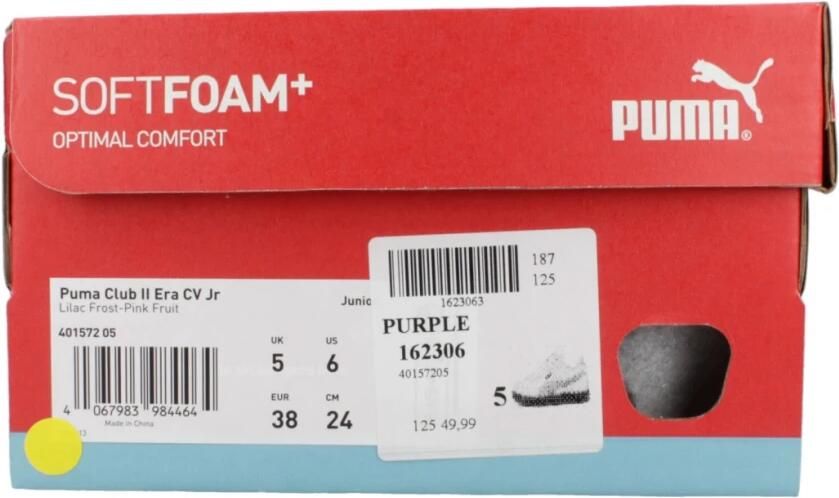 SOFTFOAM+
OPTIMAL COMFORT
PUMA®
Puma Club II Era CV Jr
Lilac Frost-Pink Fruit
401572 05
4 067983 984464
Made in China
13
UK US
5 6
EUR CM
38 24
1623063
187
125
PURPLE
162306
40157205
5
125 49,99